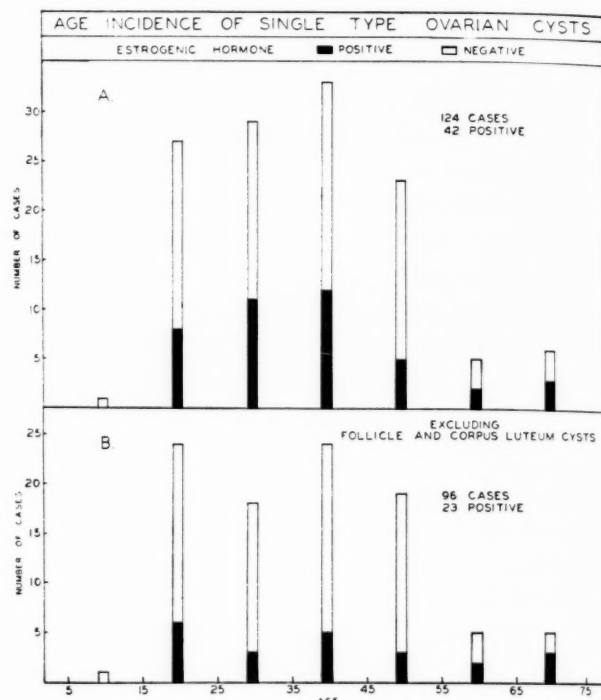 AGE INCIDENCE OF SINGLE TYPE OVARIAN CYSTS
ESTROGENIC HORMONE POSITIVE NEGATIVE
A.
124 CASES
42 POSITIVE
NUMBER OF CASES
30
25
20
15
10
5
B.
EXCLUDING
FOLLICLE AND CORPUS LUTEUM CYSTS
96 CASES
23 POSITIVE
NUMBER OF CASES
25
20
15
10
5
5 15 25 35 45 55 65 75
AGE